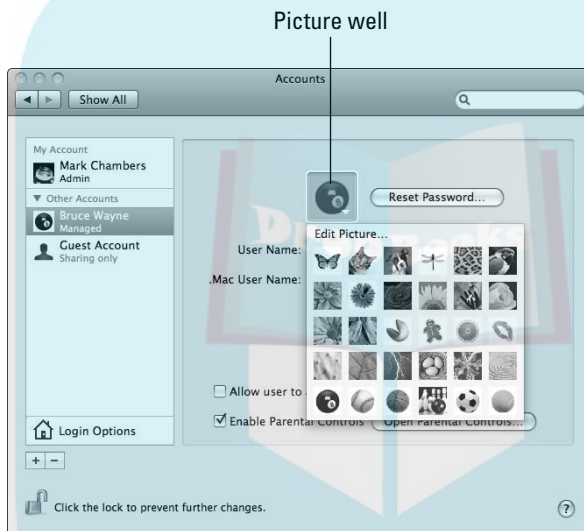 Picture well
Accounts
Show All
My Account
Mark Chambers
Admin
Other Accounts
Bruce Wayne
Managed
Guest Account
Sharing only
Login Options
Reset Password...
Edit Picture...
User Name:
.Mac User Name:
Allow user to
Enable Parental Controls
Open Parental Controls...
Click the lock to prevent further changes.
?